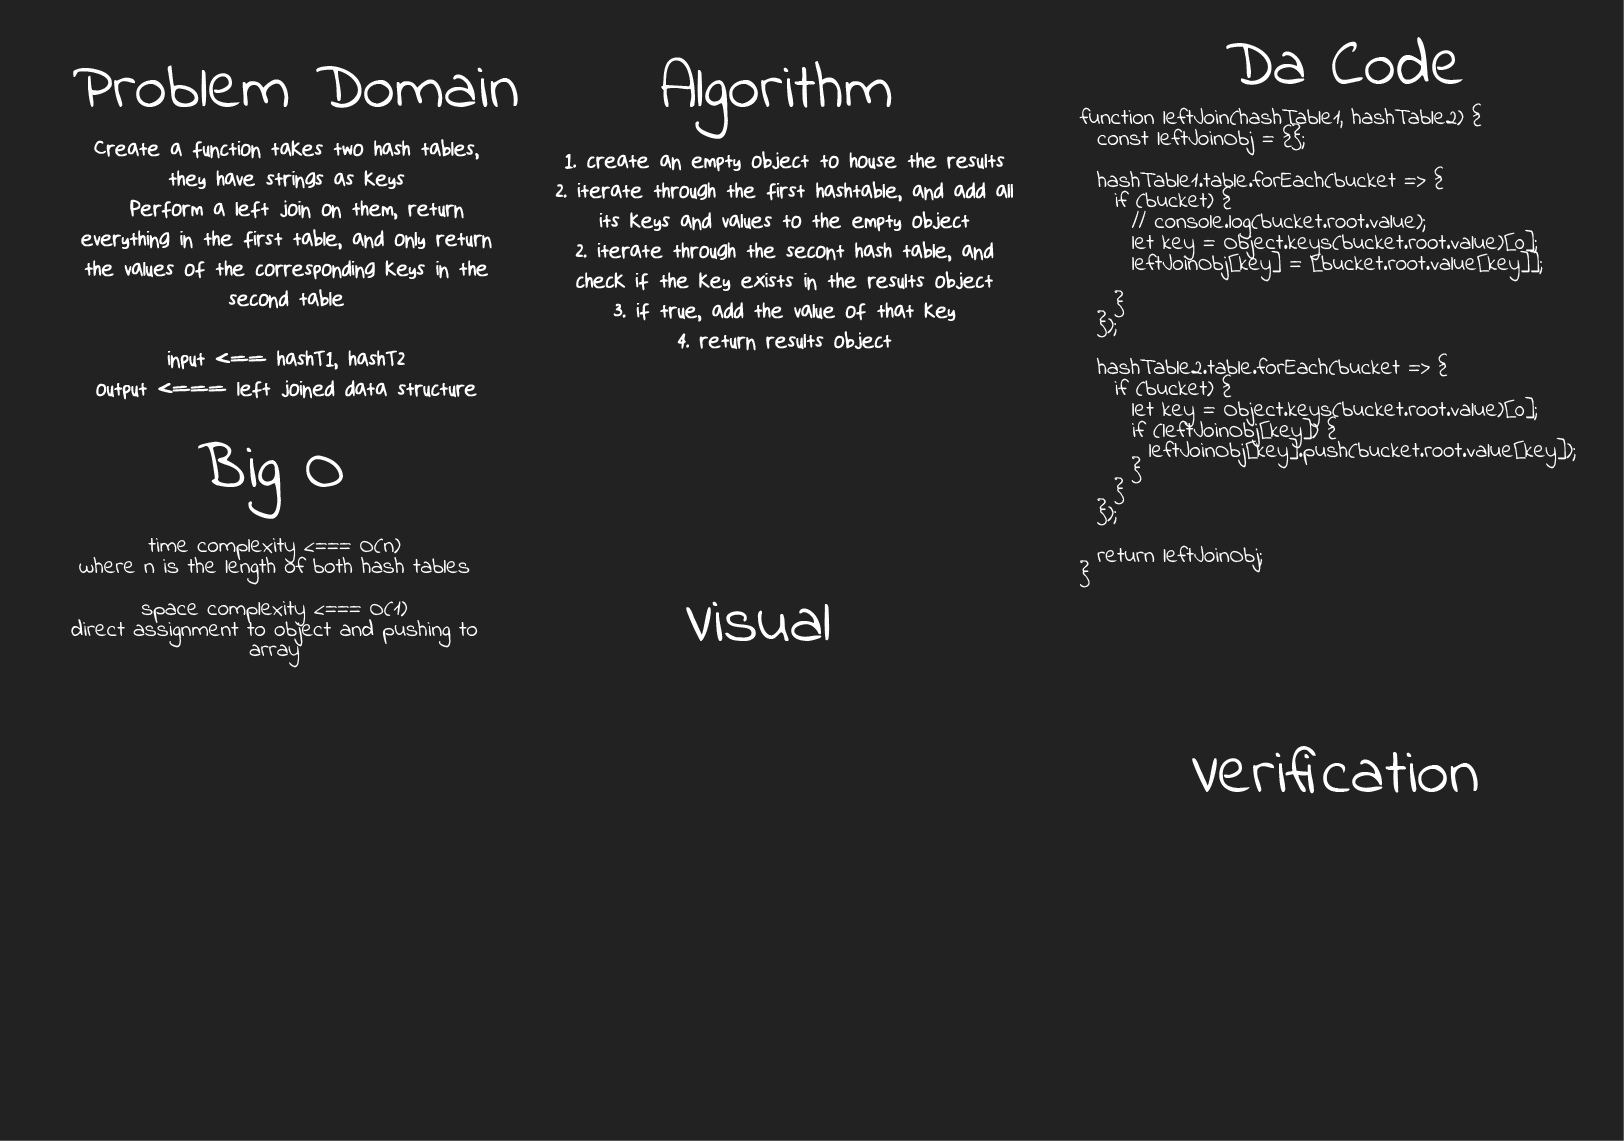 Problem Domain
Create a function takes two hash tables,
they have strings as keys
Perform a left join on them, return
everything in the first table, and only return
the values of the corresponding keys in the
second table
input <=== hashT1, hashT2
output <==== left joined data structure
Big O
time complexity <=== O(n)
where n is the length of both hash tables
space complexity <=== O(1)
direct assignment to object and pushing to
array
Algorithm
1. create an empty object to house the results
2. iterate through the first hashtable, and add all
its keys and values to the empty object
2. iterate through the secont hash table, and
check if the key exists in the results object
3. if true, add the value of that key
4. return results object
Visual
Da Code
function leftJoin(hashTable1, hashTable2) {
const leftJoinObj = {};
hashTable1.table.forEach(bucket => {
if (bucket) {
// console.log(bucket.root.value);
let key = Object.keys(bucket.root.value)[0];
leftJoinObj[key] = [bucket.root.value[key]];
}
});
hashTable2.table.forEach(bucket => {
if (bucket) {
let key = Object.keys(bucket.root.value)[0];
if (leftJoinObj[key]) {
leftJoinObj[key].push(bucket.root.value[key]);
}
}
});
return leftJoinObj;
}
Verification